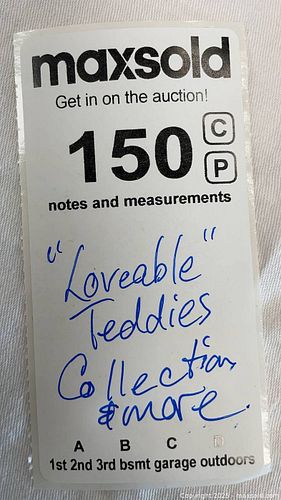 maxsold
Get in on the auction!
150 C
P
notes and measurements
"Loveable"
Teddies
Collection
& more.
A B C D
1st 2nd 3rd bsmt garage outdoors
Copyright 2023 - maxsold.com